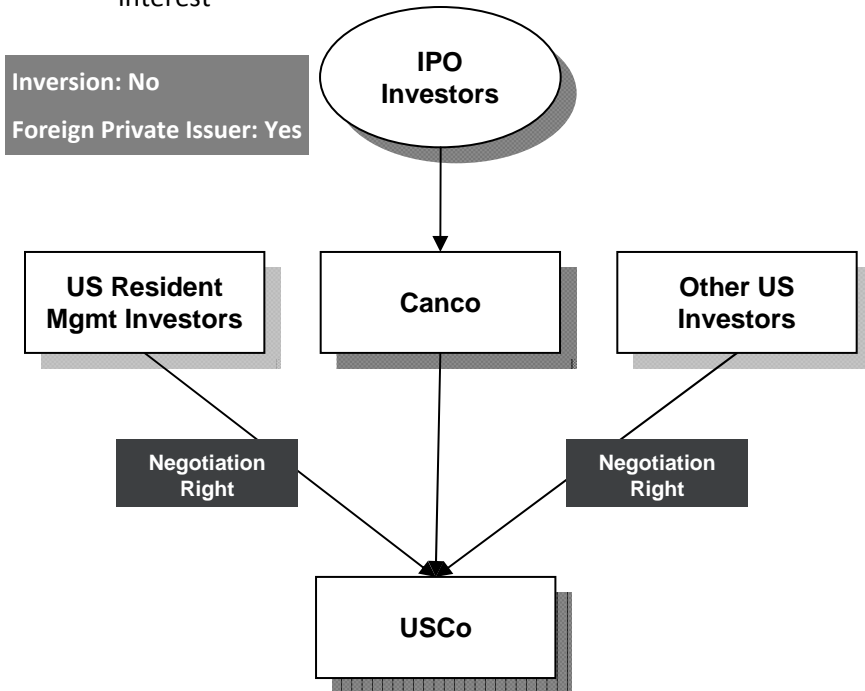 interest
IPO
Investors
Inversion: No
Foreign Private Issuer: Yes
US Resident
Mgmt Investors
Canco
Other US
Investors
Negotiation
Right
Negotiation
Right
USCo